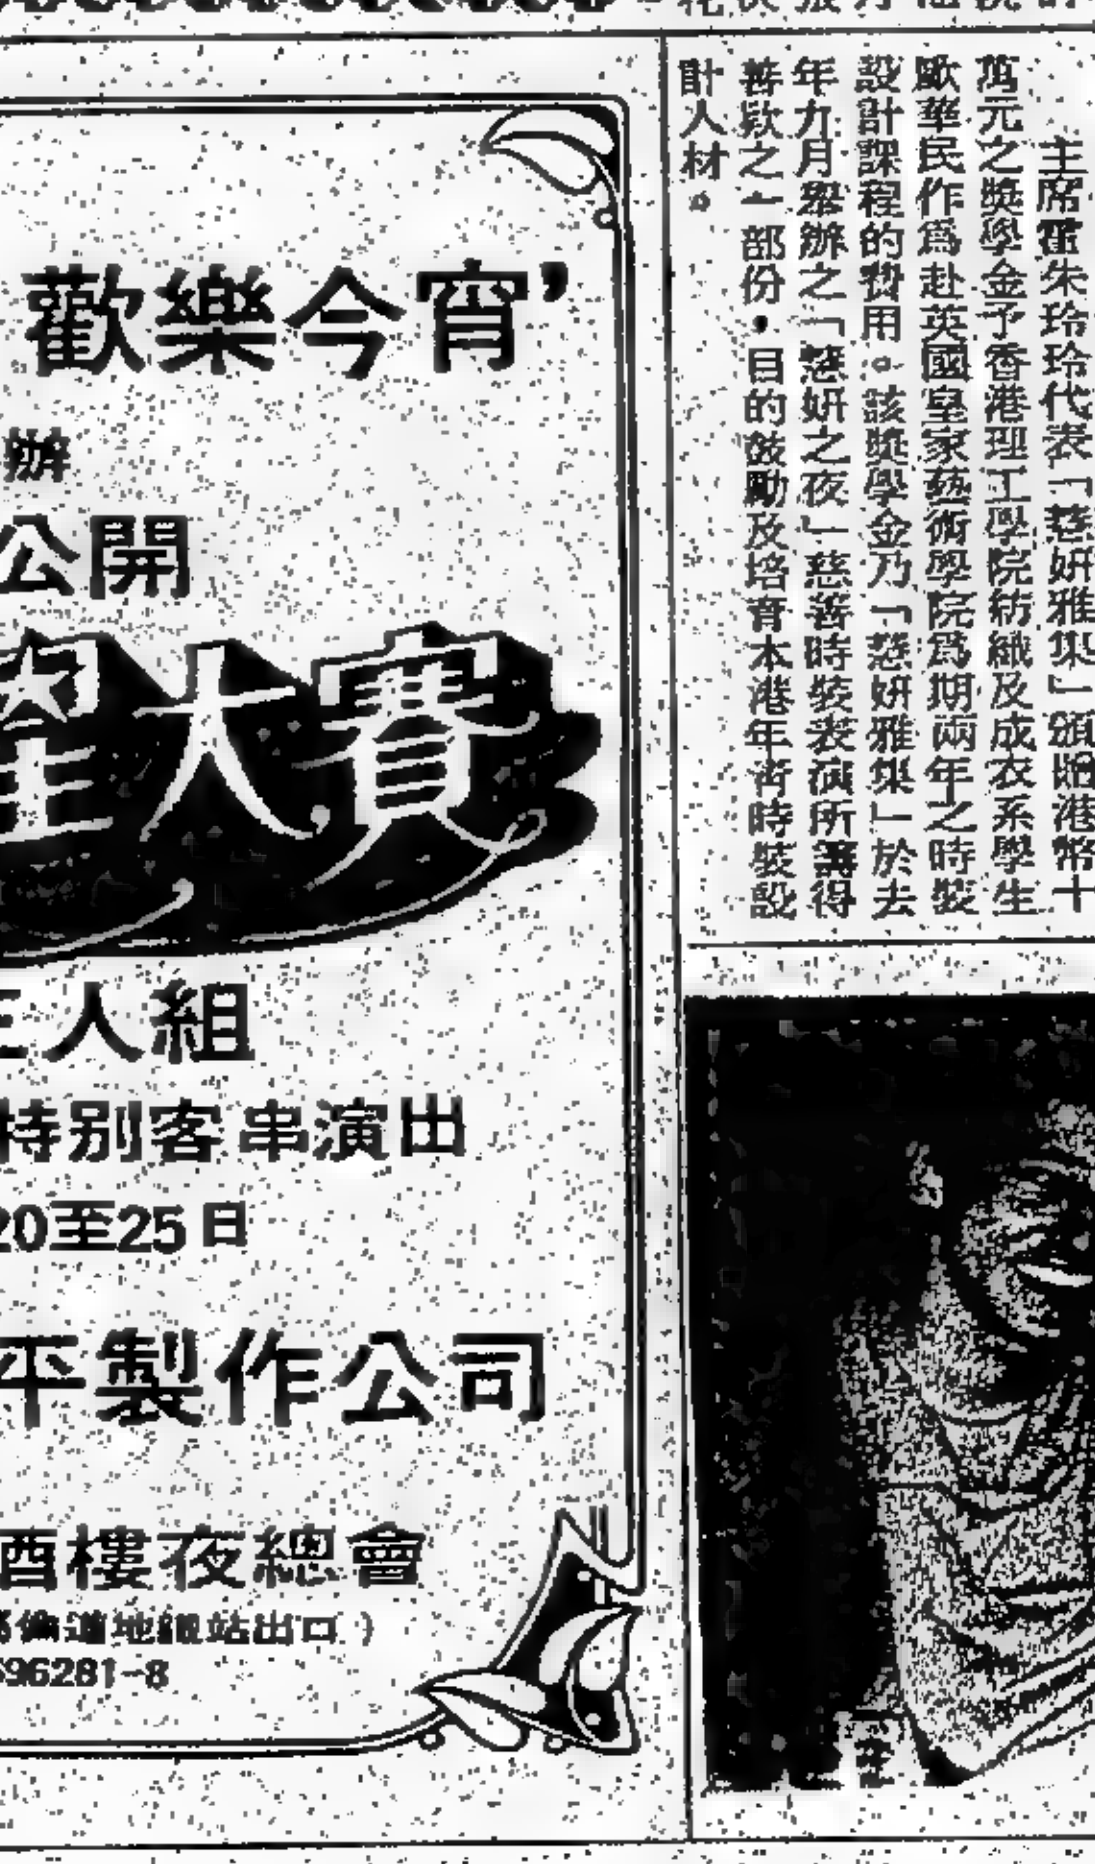 主席霍朱玲玲代表「慈妍雅集」頒贈港幣十
萬元之獎學金予香港理工學院紡織及成衣系學生
歐華民作爲赴英國皇家藝術學院爲期兩年之時裝
設計課程的費用。該獎學金乃「慈妍雅集」於去
年九月舉辦之「慈妍之夜」慈善時裝表演所籌得
善欵之一部份,目的鼓勵及培育本港年青時裝設
計人材。
歡樂今宵’
辦
公開
大賽
人組
特別客串演出
20至25日
平製作公司
酒樓夜總會
道地鐵站出口)
696281-8